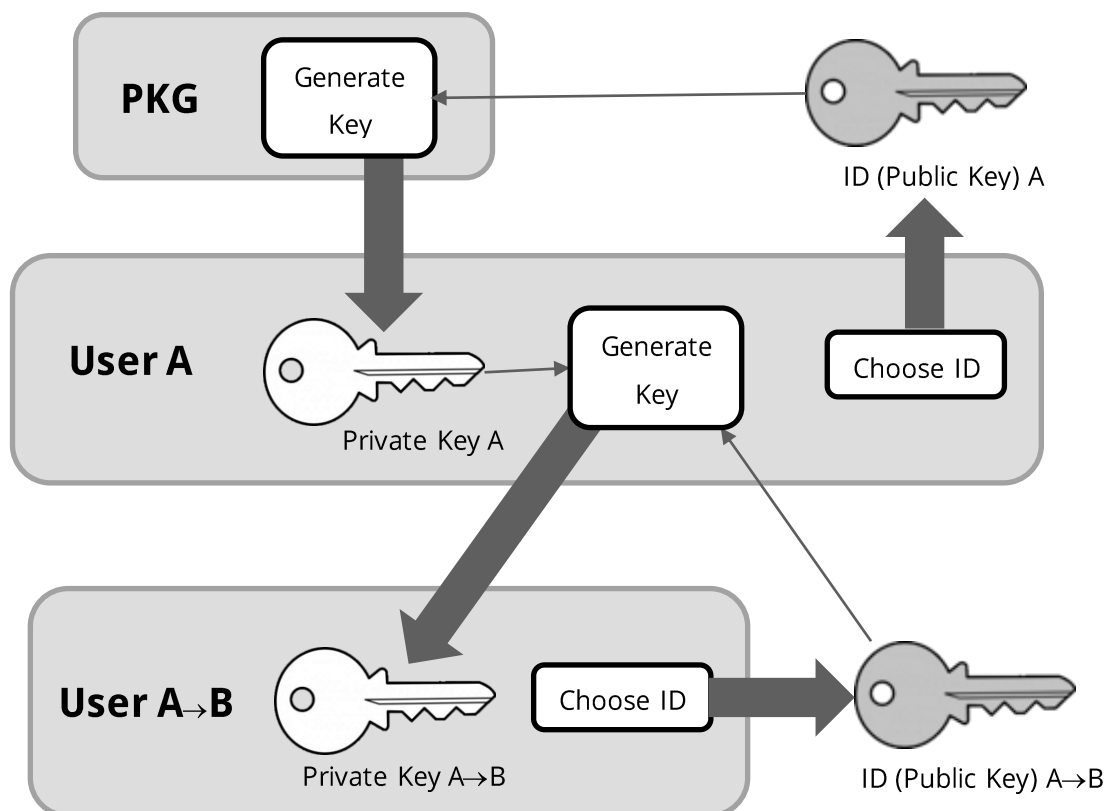 PKG
Generate
Key
ID (Public Key) A
User A
Private Key A
Generate
Key
Choose ID
User A→B
Private Key A→B
Choose ID
ID (Public Key) A→B